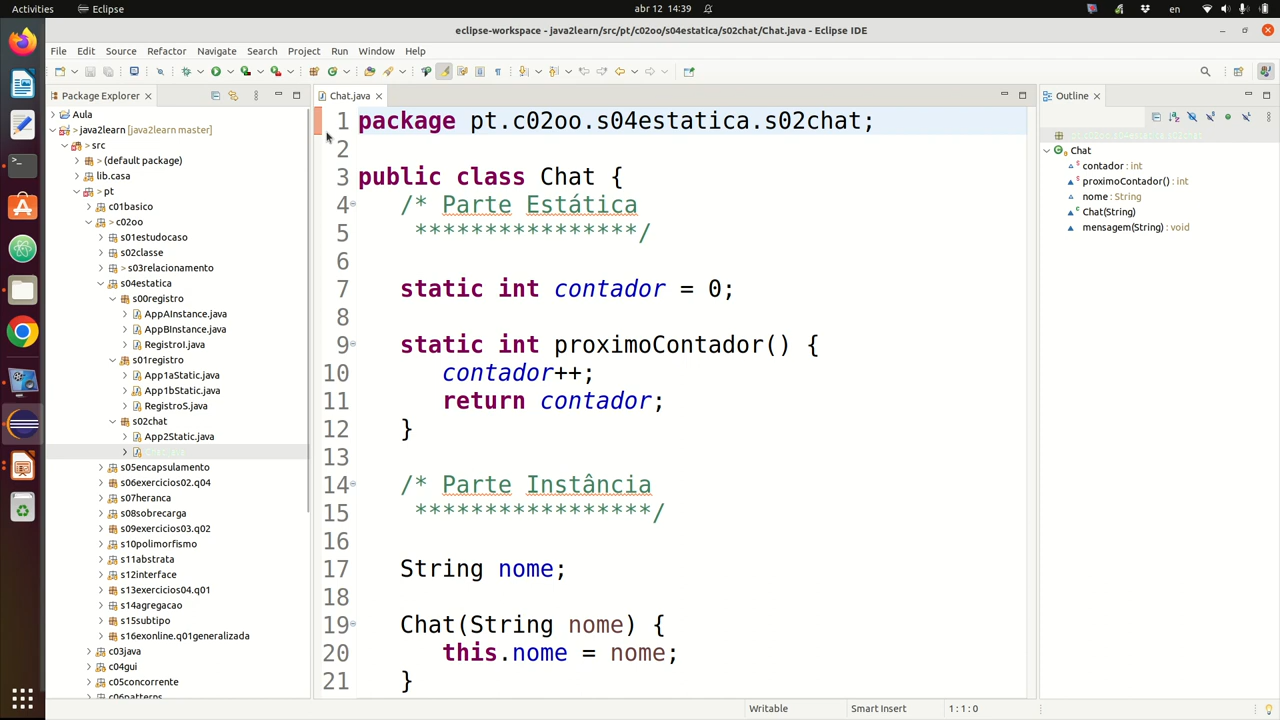 Activities
Eclipse
abr 12 14:39
en
eclipse-workspace - java2learn/src/pt/c02oo/s04estatica/s02chat/Chat.java - Eclipse IDE
File Edit Source Refactor Navigate Search Project Run Window Help
Package Explorer
Aula
> java2learn [java2learn master]
> src
> (default package)
lib.casa
> pt
c01basico
> c02oo
s01estudocaso
s02classe
> s03relacionamento
s04estatica
s00registro
AppAInstance.java
AppBInstance.java
RegistroI.java
s01registro
App1aStatic.java
App1bStatic.java
RegistroS.java
s02chat
App2Static.java
Chat.java
s05encapsulamento
s06exercicios02.q04
s07heranca
s08sobrecarga
s09exercicios03.q02
s10polimorfismo
s11abstrata
s12interface
s13exercicios04.q01
s14agregacao
s15subtipo
s16exonline.q01generalizada
c03java
c04gui
c05concorrente
c06patterns
Chat.java
1 package pt.c02oo.s04estatica.s02chat;
2
3 public class Chat {
4 /* Parte Estática
5 ****************/
6
7 static int contador = 0;
8
9 static int proximoContador() {
10 contador++;
11 return contador;
12 }
13
14 /* Parte Instância
15 *****************/
16
17 String nome;
18
19 Chat(String nome) {
20 this.nome = nome;
21 }
Outline
pt.c02oo.s04estatica.s02chat
Chat
contador : int
proximoContador() : int
nome : String
Chat(String)
mensagem(String) : void
Writable
Smart Insert
1 : 1 : 0